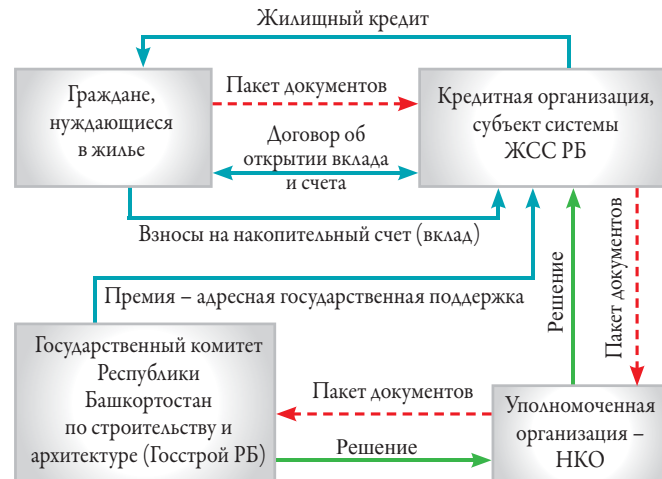 Жилищный кредит
Граждане,
нуждающиеся
в жилье
Пакет документов
Договор об
открытии вклада
и счета
Кредитная организация,
субъект системы
ЖСС РБ
Взносы на накопительный счет (вклад)
Премия – адресная государственная поддержка
Решение
Пакет документов
Государственный комитет
Республики
Башкортостан
по строительству и
архитектуре (Госстрой РБ)
Пакет документов
Решение
Уполномоченная
организация –
НКО